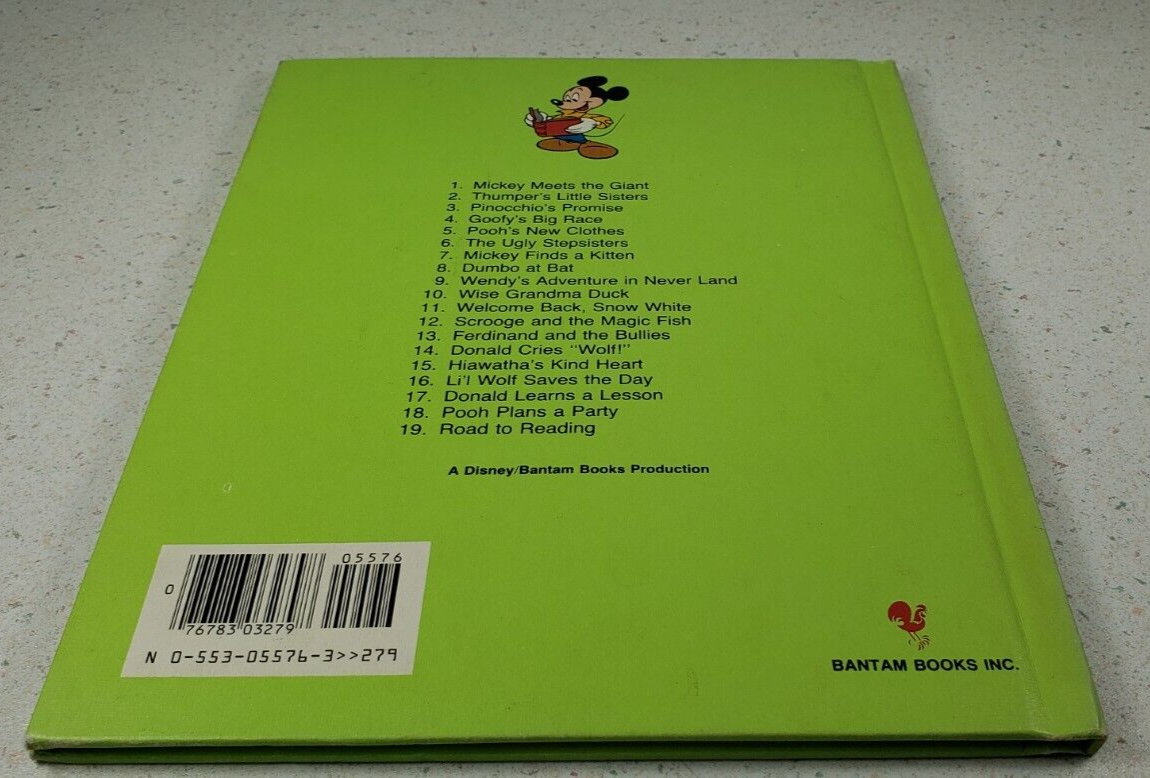 1. Mickey Meets the Giant
2. Thumper's Little Sisters
3. Pinocchio's Promise
4. Goofy's Big Race
5. Pooh's New Clothes
6. The Ugly Stepsisters
7. Mickey Finds a Kitten
8. Dumbo at Bat
9. Wendy's Adventure in Never Land
10. Wise Grandma Duck
11. Welcome Back, Snow White
12. Scrooge and the Magic Fish
13. Ferdinand and the Bullies
14. Donald Cries "Wolf!"
15. Hiawatha's Kind Heart
16. Li'l Wolf Saves the Day
17. Donald Learns a Lesson
18. Pooh Plans a Party
19. Road to Reading
A Disney/Bantam Books Production
05576
0
76783 03279
N 0-553-05576-3>>279
BANTAM BOOKS INC.